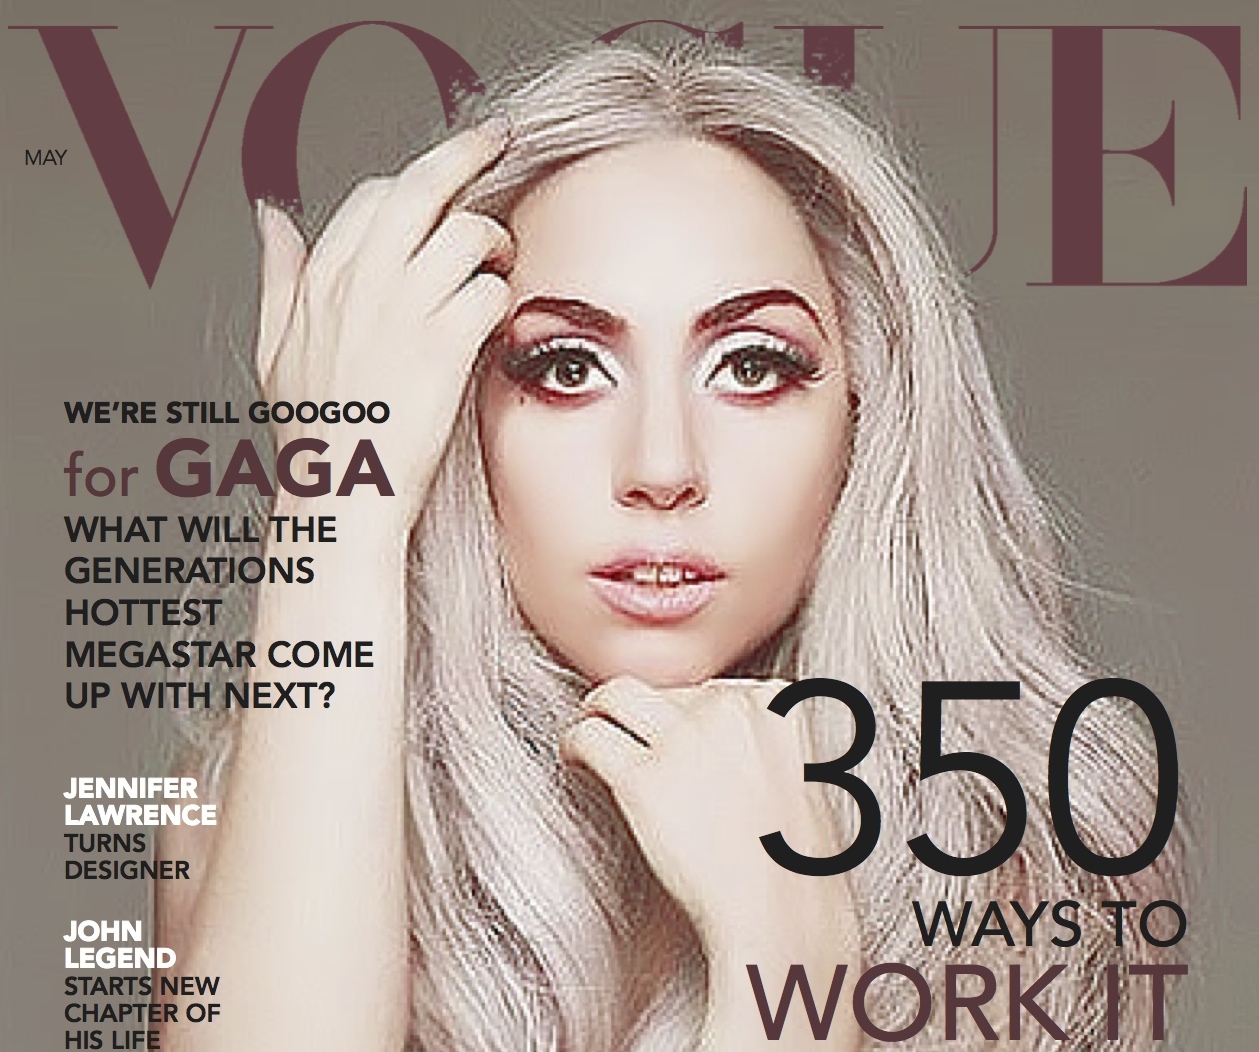 VOGUE
MAY
WE'RE STILL GOOGOO
for GAGA
WHAT WILL THE
GENERATIONS
HOTTEST
MEGASTAR COME
UP WITH NEXT?
JENNIFER
LAWRENCE
TURNS
DESIGNER
JOHN
LEGEND
STARTS NEW
CHAPTER OF
HIS LIFE
350
WAYS TO
WORK IT